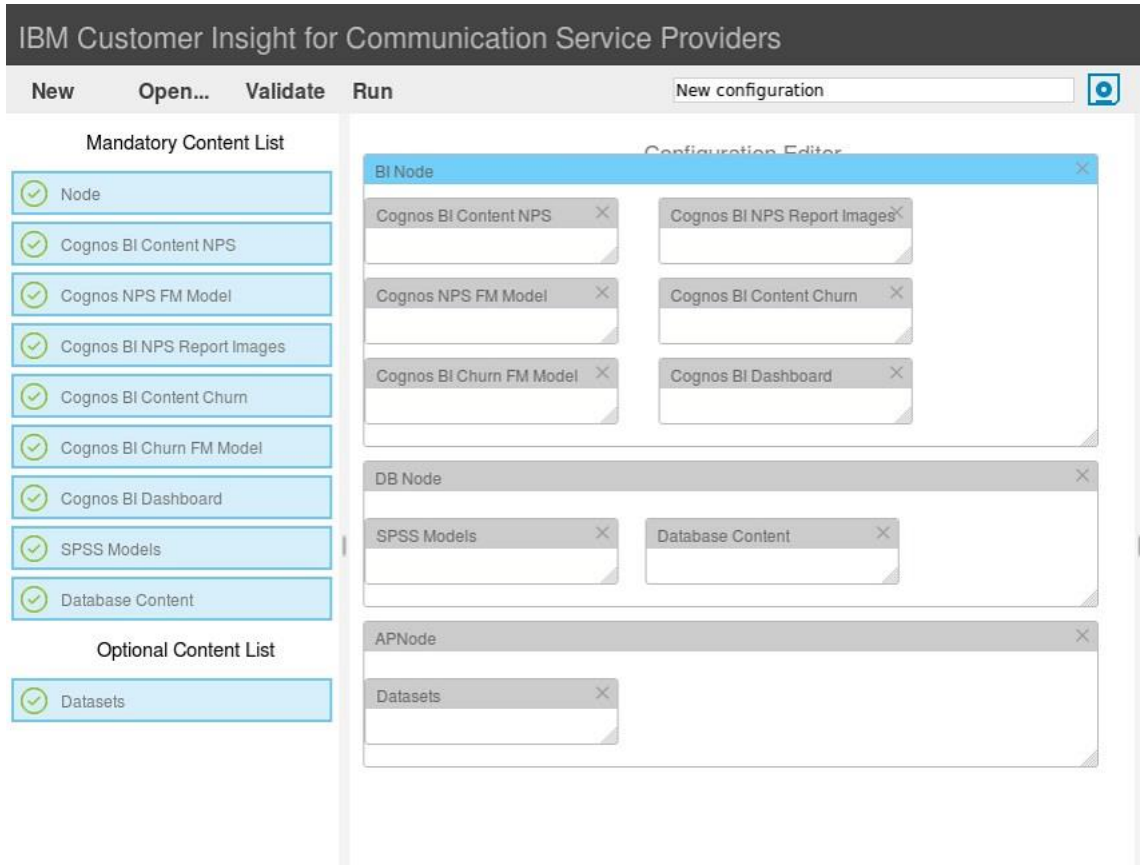 IBM Customer Insight for Communication Service Providers
New Open... Validate Run New configuration
Mandatory Content List
Node
Cognos BI Content NPS
Cognos NPS FM Model
Cognos BI NPS Report Images
Cognos BI Content Churn
Cognos BI Churn FM Model
Cognos BI Dashboard
SPSS Models
Database Content
Optional Content List
Datasets
Configuration Editor
BI Node
Cognos BI Content NPS
Cognos BI NPS Report Images
Cognos NPS FM Model
Cognos BI Content Churn
Cognos BI Churn FM Model
Cognos BI Dashboard
DB Node
SPSS Models
Database Content
APNode
Datasets